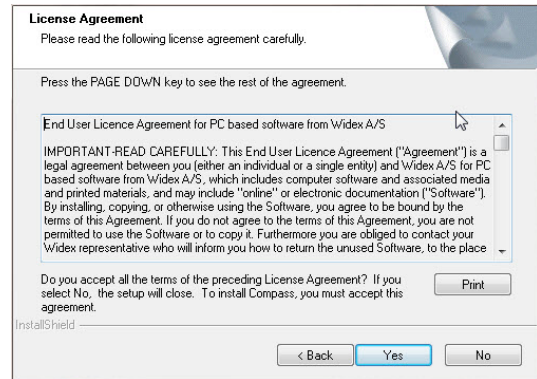 License Agreement
Please read the following license agreement carefully.
Press the PAGE DOWN key to see the rest of the agreement.
End User Licence Agreement for PC based software from Widex A/S
IMPORTANT-READ CAREFULLY: This End User Licence Agreement ("Agreement") is a
legal agreement between you (either an individual or a single entity) and Widex A/S for PC
based software from Widex A/S, which includes computer software and associated media
and printed materials, and may include "online" or electronic documentation ("Software").
By installing, copying, or otherwise using the Software, you agree to be bound by the
terms of this Agreement. If you do not agree to the terms of this Agreement, you are not
permitted to use the Software or to copy it. Furthermore you are obliged to contact your
Widex representative who will inform you how to return the unused Software, to the place
Do you accept all the terms of the preceding License Agreement? If you
select No, the setup will close. To install Compass, you must accept this
agreement.
Print
InstallShield
< Back
Yes
No